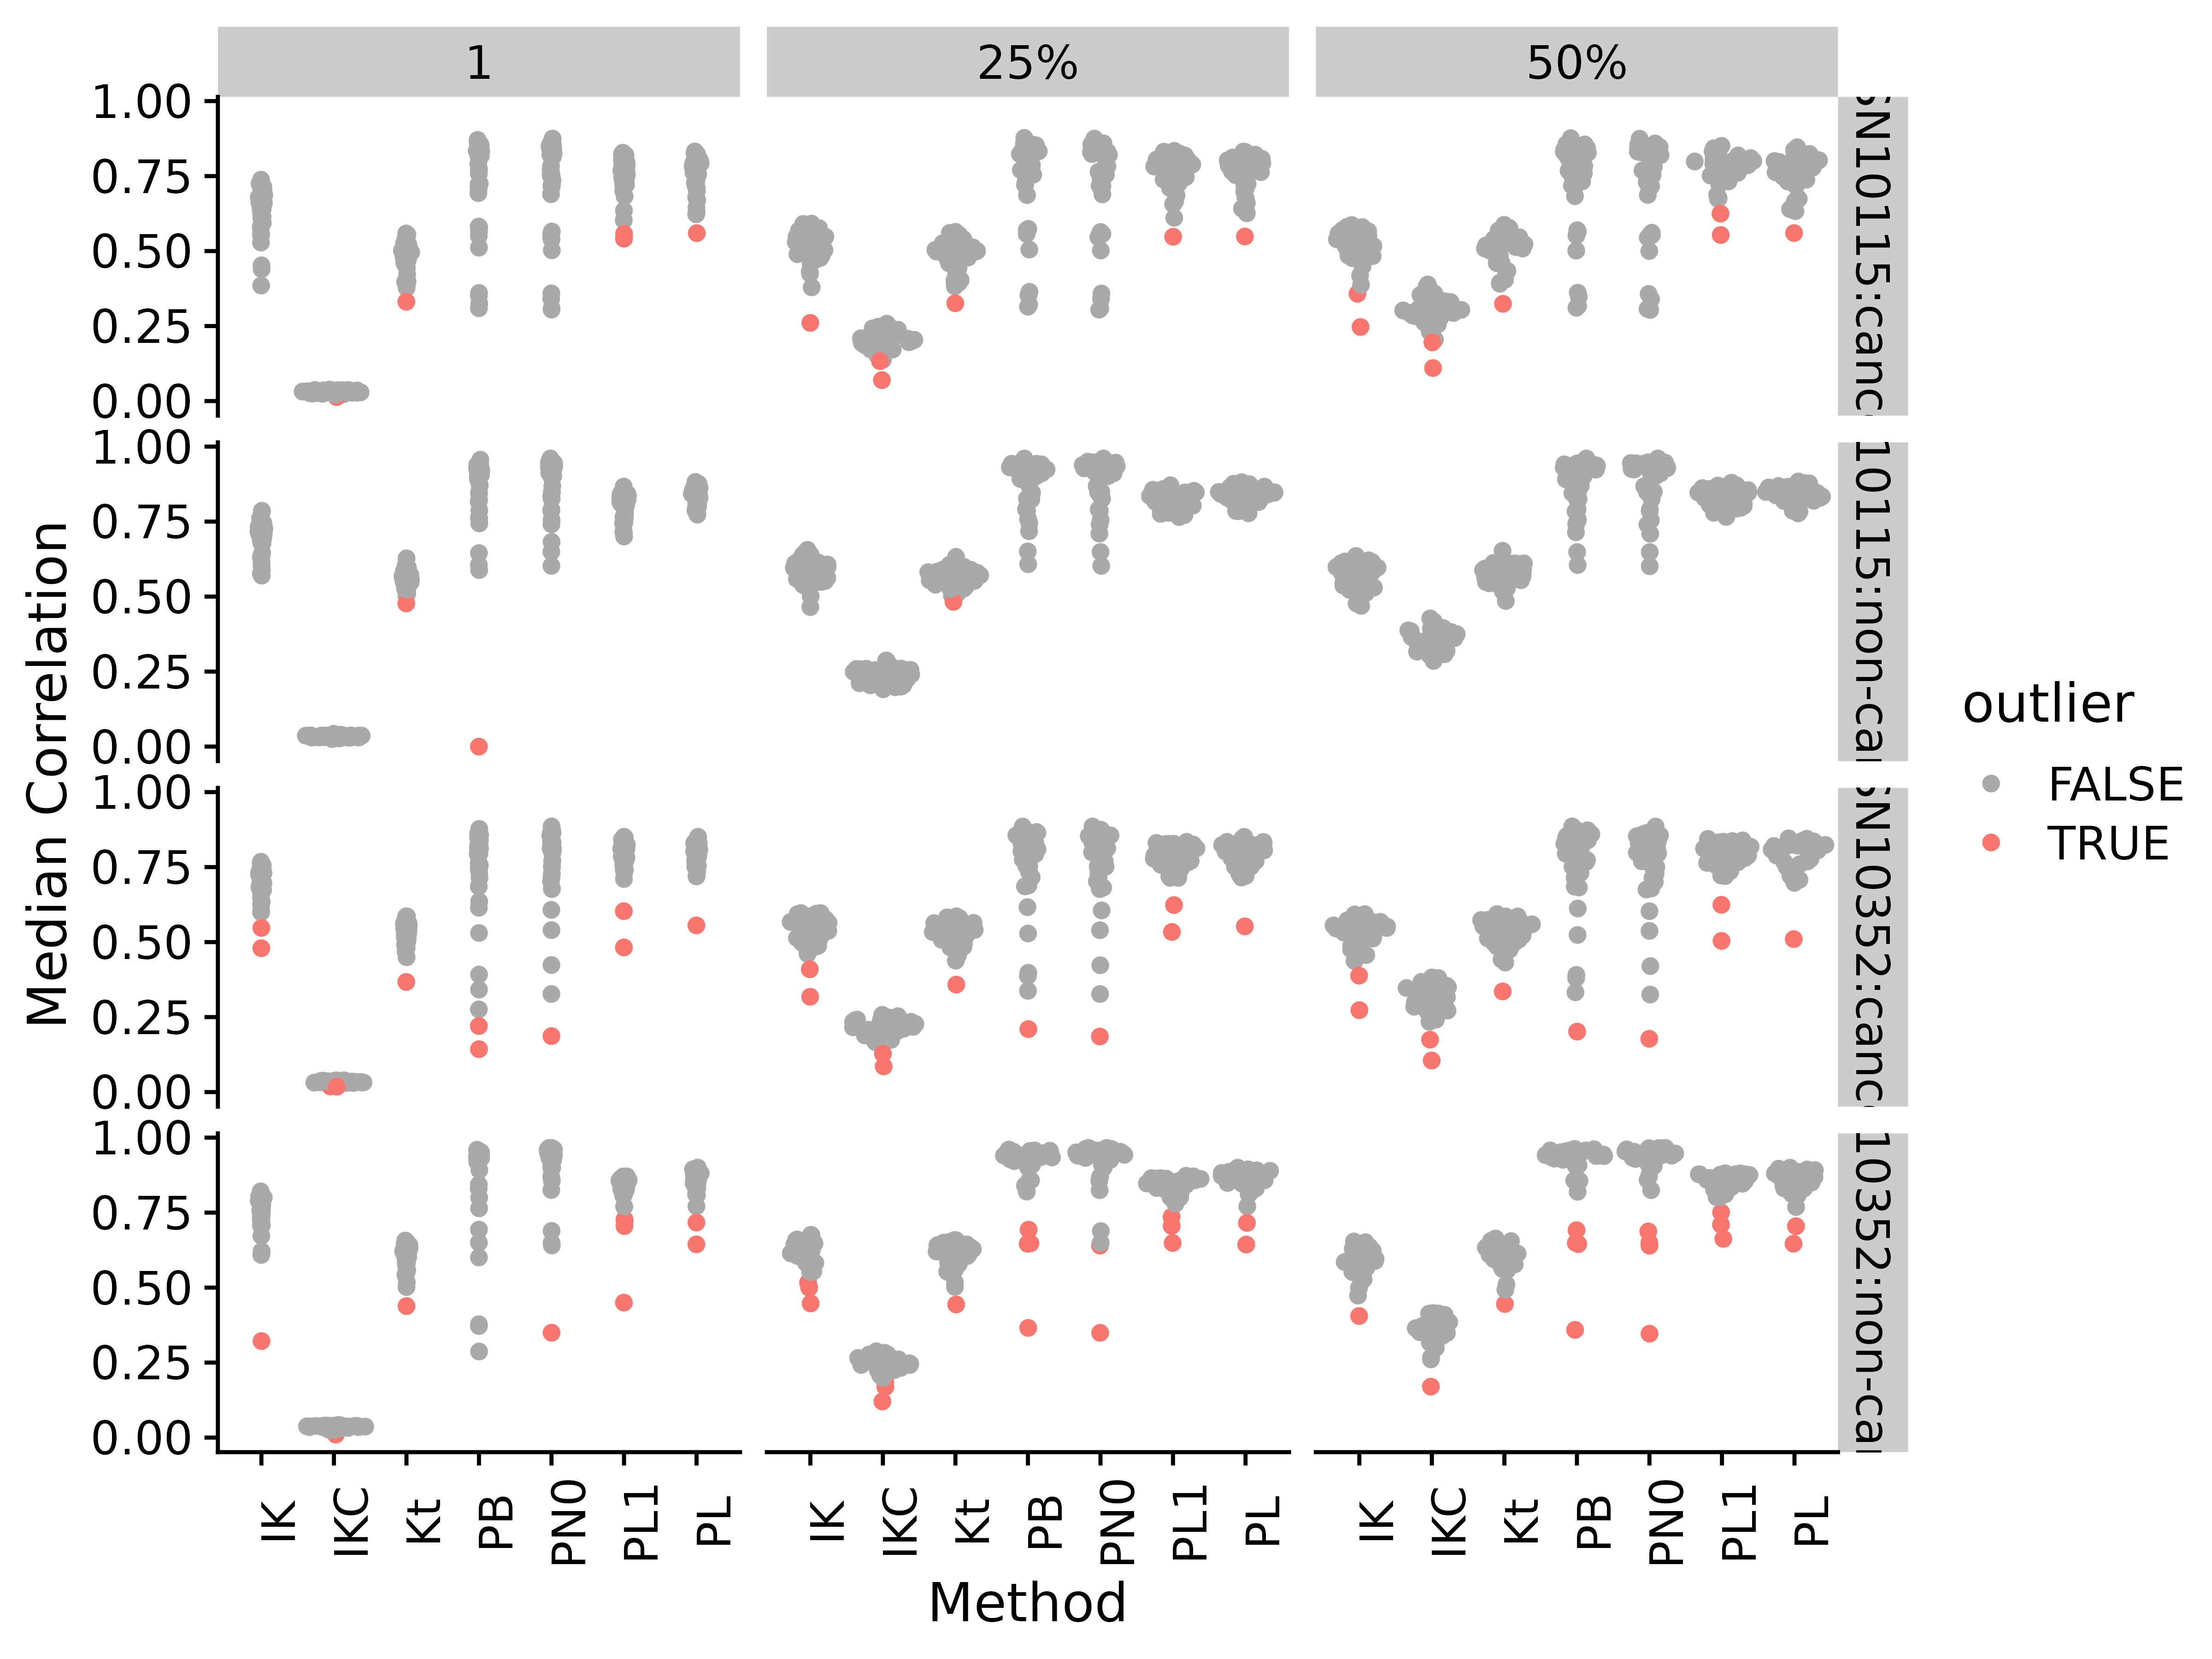 1 25% 50%
1.00
0.75
0.50
0.25
0.00
N10115:canc
1.00
0.75
0.50
0.25
0.00
10115:non-ca
1.00
0.75
0.50
0.25
0.00
N10352:canc
1.00
0.75
0.50
0.25
0.00
10352:non-ca
Median Correlation
IK IKC Kt PB PN0 PL1 PL IK IKC Kt PB PN0 PL1 PL IK IKC Kt PB PN0 PL1 PL
Method
outlier
FALSE
TRUE